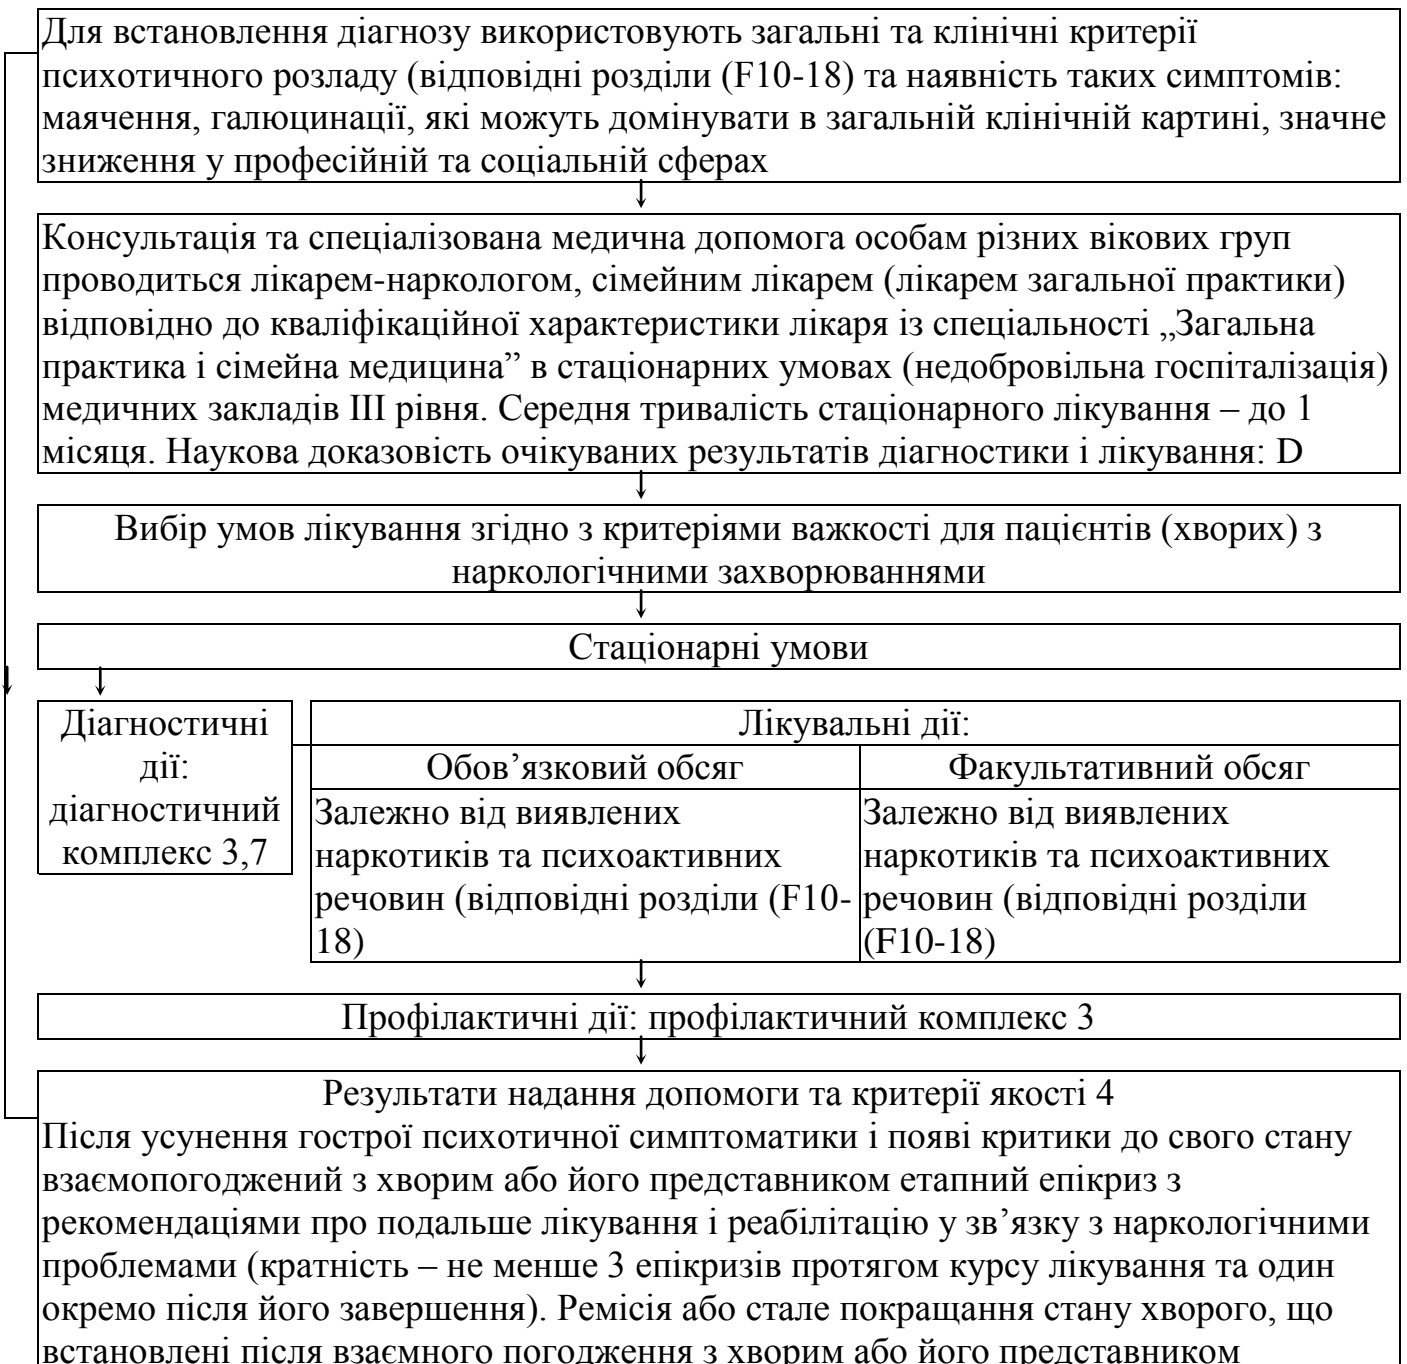 Для встановлення діагнозу використовують загальні та клінічні критерії
психотичного розладу (відповідні розділи (F10-18) та наявність таких симптомів:
маячення, галюцинації, які можуть домінувати в загальній клінічній картині, значне
зниження у професійній та соціальній сферах
Консультація та спеціалізована медична допомога особам різних вікових груп
проводиться лікарем-наркологом, сімейним лікарем (лікарем загальної практики)
відповідно до кваліфікаційної характеристики лікаря із спеціальності „Загальна
практика і сімейна медицина” в стаціонарних умовах (недобровільна госпіталізація)
медичних закладів III рівня. Середня тривалість стаціонарного лікування – до 1
місяця. Наукова доказовість очікуваних результатів діагностики і лікування: D
Вибір умов лікування згідно з критеріями важкості для пацієнтів (хворих) з
наркологічними захворюваннями
Стаціонарні умови
Діагностичні
дії:
діагностичний
комплекс 3,7
Лікувальні дії:
Обов’язковий обсяг
Залежно від виявлених
наркотиків та психоактивних
речовин (відповідні розділи (F10-
18)
Факультативний обсяг
Залежно від виявлених
наркотиків та психоактивних
речовин (відповідні розділи
(F10-18)
Профілактичні дії: профілактичний комплекс 3
Результати надання допомоги та критерії якості 4
Після усунення гострої психотичної симптоматики і появі критики до свого стану
взаємопогоджений з хворим або його представником етапний епікриз з
рекомендаціями про подальше лікування і реабілітацію у зв’язку з наркологічними
проблемами (кратність – не менше 3 епікризів протягом курсу лікування та один
окремо після його завершення). Ремісія або стале покращання стану хворого, що
встановлені після взаємного погодження з хворим або його представником